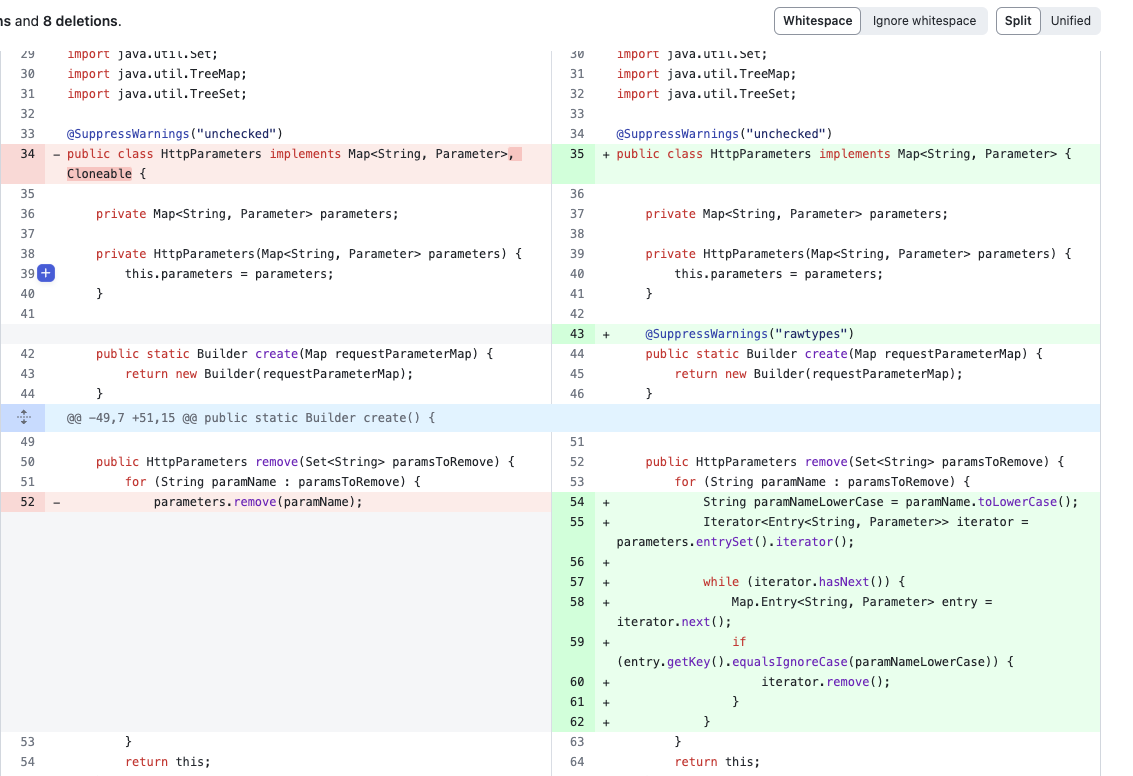 ns and 8 deletions.
Whitespace Ignore whitespace Split Unified
29 import java.util.Set; 30 import java.util.Set;
30 import java.util.TreeMap; 31 import java.util.TreeMap;
31 import java.util.TreeSet; 32 import java.util.TreeSet;
32 33
33 @SuppressWarnings("unchecked") 34 @SuppressWarnings("unchecked")
34 - public class HttpParameters implements Map<String, Parameter>, 35 + public class HttpParameters implements Map<String, Parameter> {
Cloneable {
35 36
36 private Map<String, Parameter> parameters; 37 private Map<String, Parameter> parameters;
37 38
38 private HttpParameters(Map<String, Parameter> parameters) { 39 private HttpParameters(Map<String, Parameter> parameters) {
39 + this.parameters = parameters; 40 this.parameters = parameters;
40 } 41 }
41 42
43 + @SuppressWarnings("rawtypes")
42 public static Builder create(Map requestParameterMap) { 44 public static Builder create(Map requestParameterMap) {
43 return new Builder(requestParameterMap); 45 return new Builder(requestParameterMap);
44 } 46 }
@@ -49,7 +51,15 @@ public static Builder create() {
49 51
50 public HttpParameters remove(Set<String> paramsToRemove) { 52 public HttpParameters remove(Set<String> paramsToRemove) {
51 for (String paramName : paramsToRemove) { 53 for (String paramName : paramsToRemove) {
52 - parameters.remove(paramName); 54 + String paramNameLowerCase = paramName.toLowerCase();
55 + Iterator<Entry<String, Parameter>> iterator =
parameters.entrySet().iterator();
56 +
57 + while (iterator.hasNext()) {
58 + Map.Entry<String, Parameter> entry =
iterator.next();
59 + if
(entry.getKey().equalsIgnoreCase(paramNameLowerCase)) {
60 + iterator.remove();
61 + }
62 + }
53 } 63 }
54 return this; 64 return this;